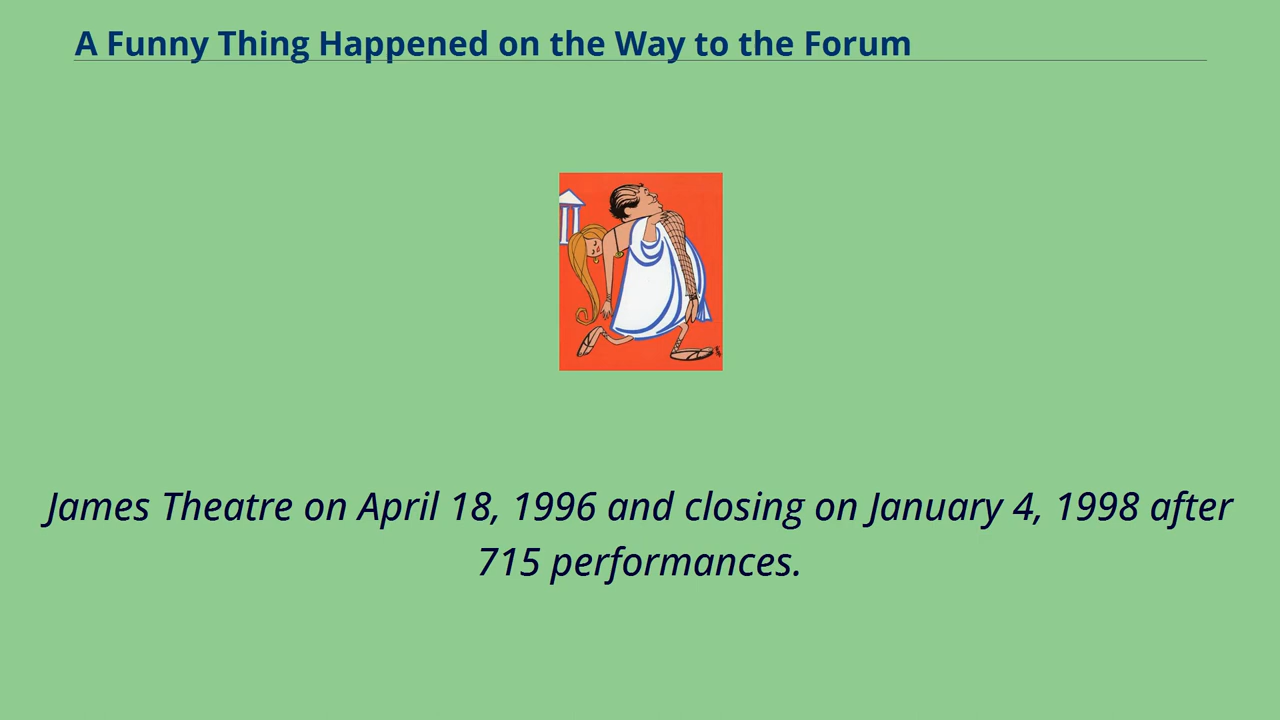 A Funny Thing Happened on the Way to the Forum
James Theatre on April 18, 1996 and closing on January 4, 1998 after
715 performances.